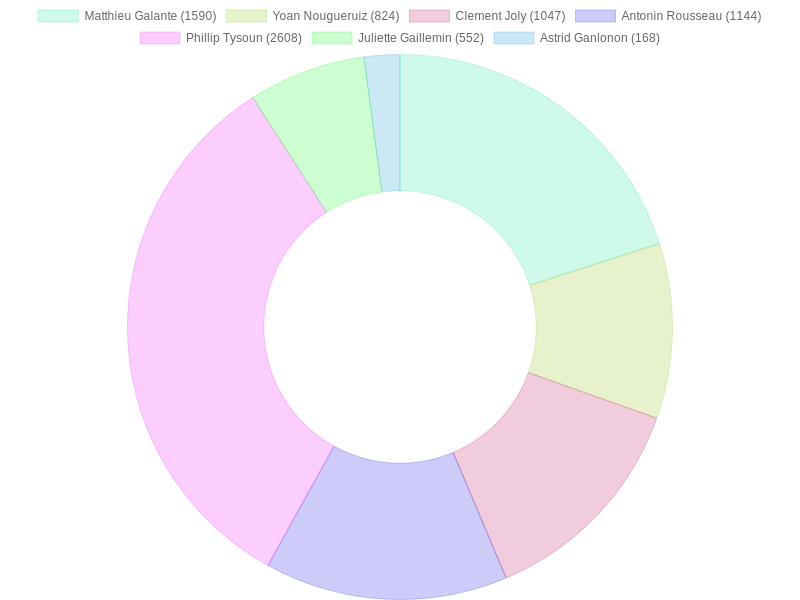 Matthieu Galante (1590) Yoan Nougueruiz (824) Clement Joly (1047) Antonin Rousseau (1144)
Phillip Tysoun (2608) Juliette Gaillemin (552) Astrid Ganlonon (168)